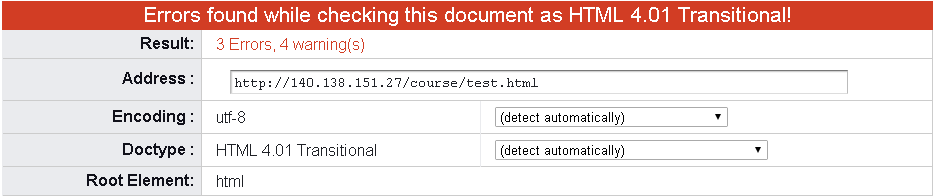 Errors found while checking this document as HTML 4.01 Transitional!
Result: 3 Errors, 4 warning(s)
Address : http://140.138.151.27/course/test.html
Encoding : utf-8 (detect automatically)
Doctype : HTML 4.01 Transitional (detect automatically)
Root Element: html